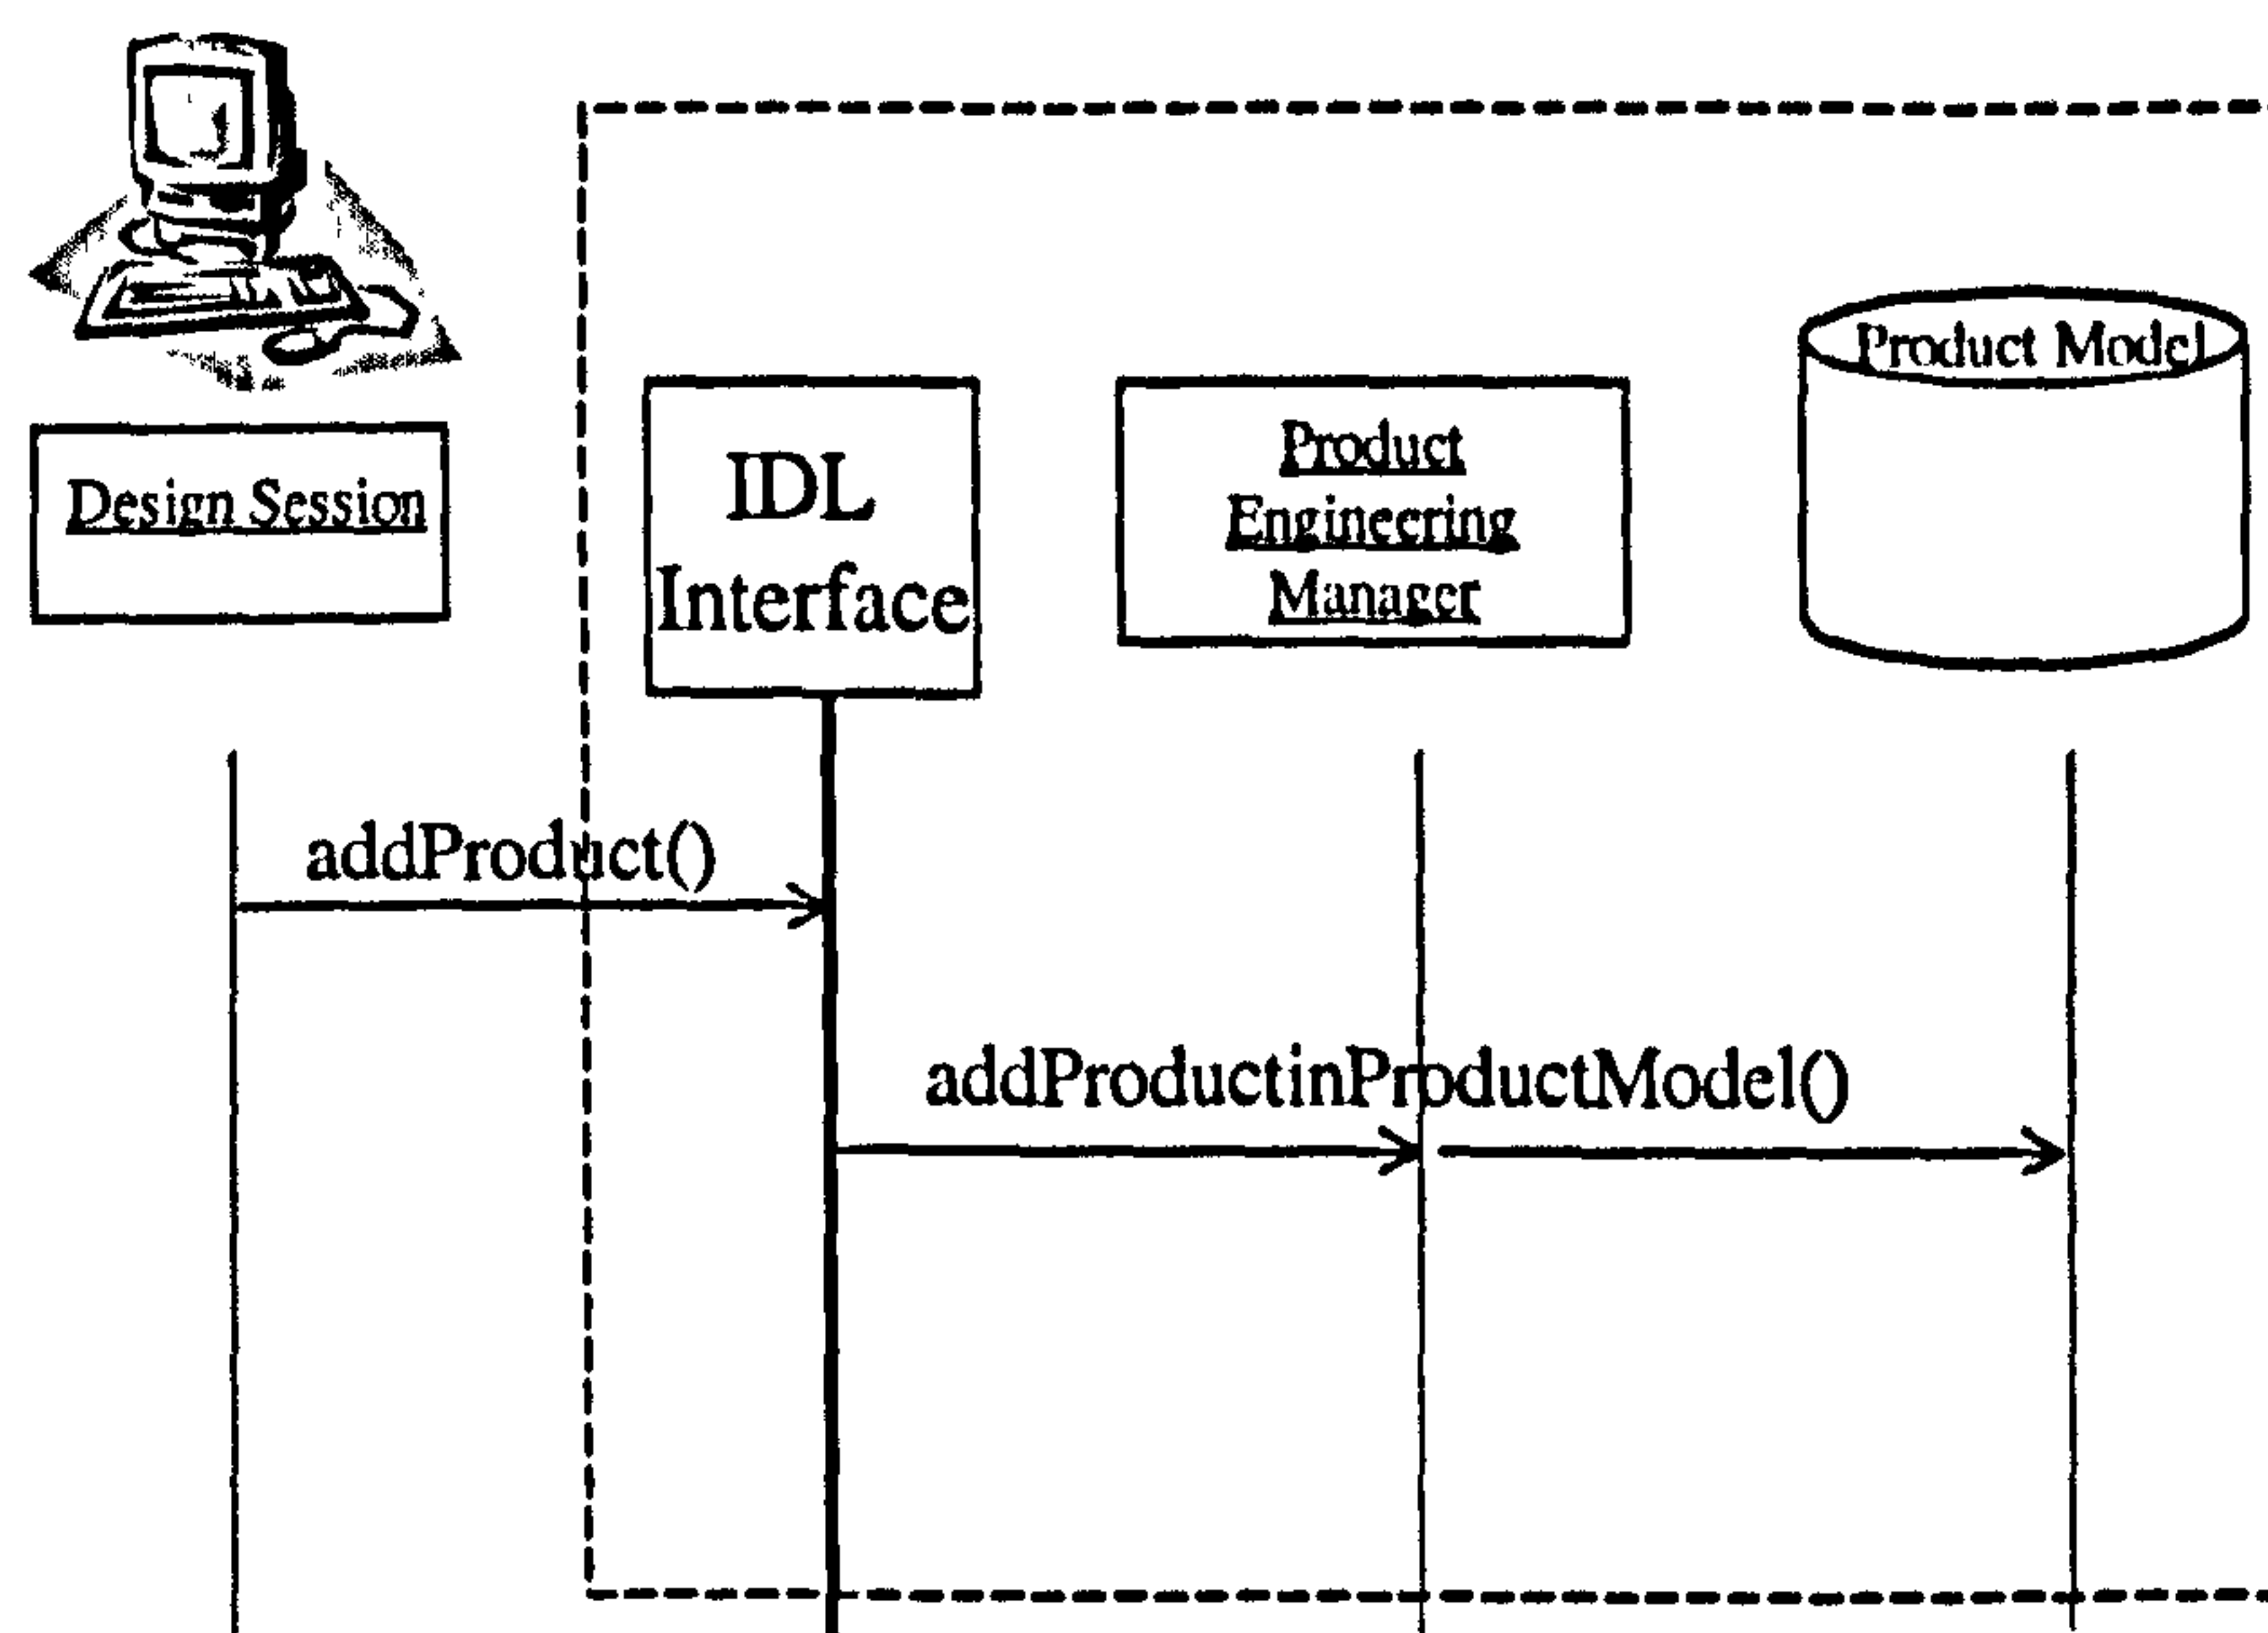 Product Model
Design Session
IDL
Interface
Product
Engineering
Manager
addProduct()
addProductinProductModel()